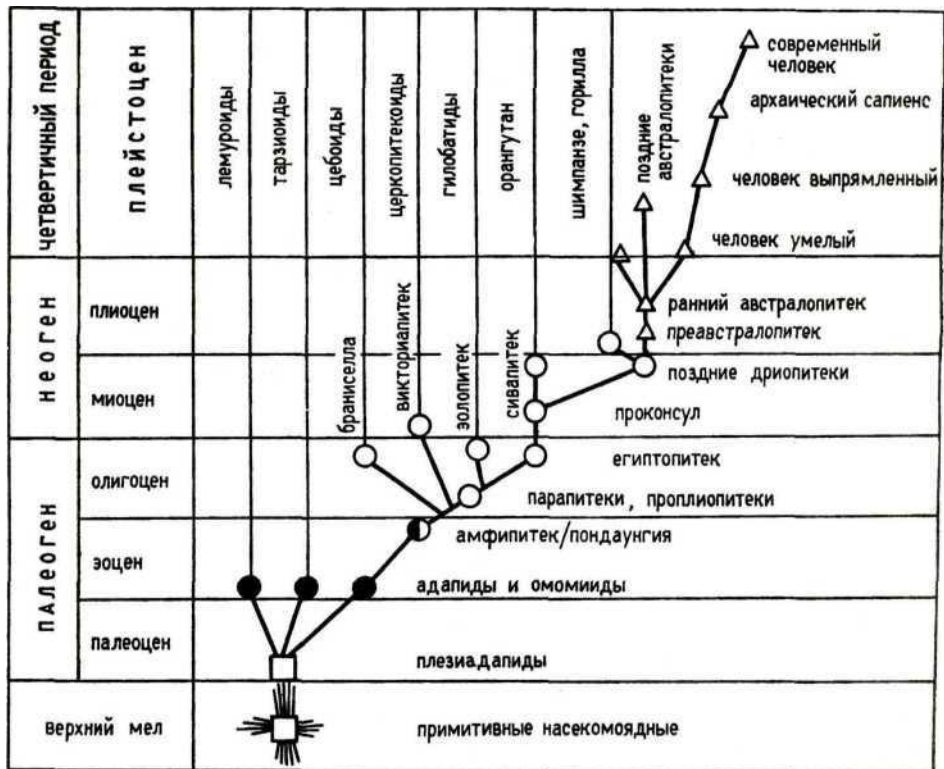 четвертичный период
плейстоцен
лемуроиды
тарзиоиды
цебоиды
церкопитекоиды
гилобатиды
орангутан
шимпанзе, горилла
поздние
австралопитеки
современный
человек
архаический сапиенс
человек выпрямленный
человек умелый
неоген
плиоцен
ранний австралопитек
преавстралопитек
миоцен
браниселла
викториапитек
эолопитек
сивапитек
поздние дриопитеки
проконсул
палеоген
олигоцен
египтопитек
парапитеки, проплиопитеки
эоцен
амфипитек/пондаунгия
адапиды и омомииды
палеоцен
плезиадапиды
верхний мел
примитивные насекомоядные